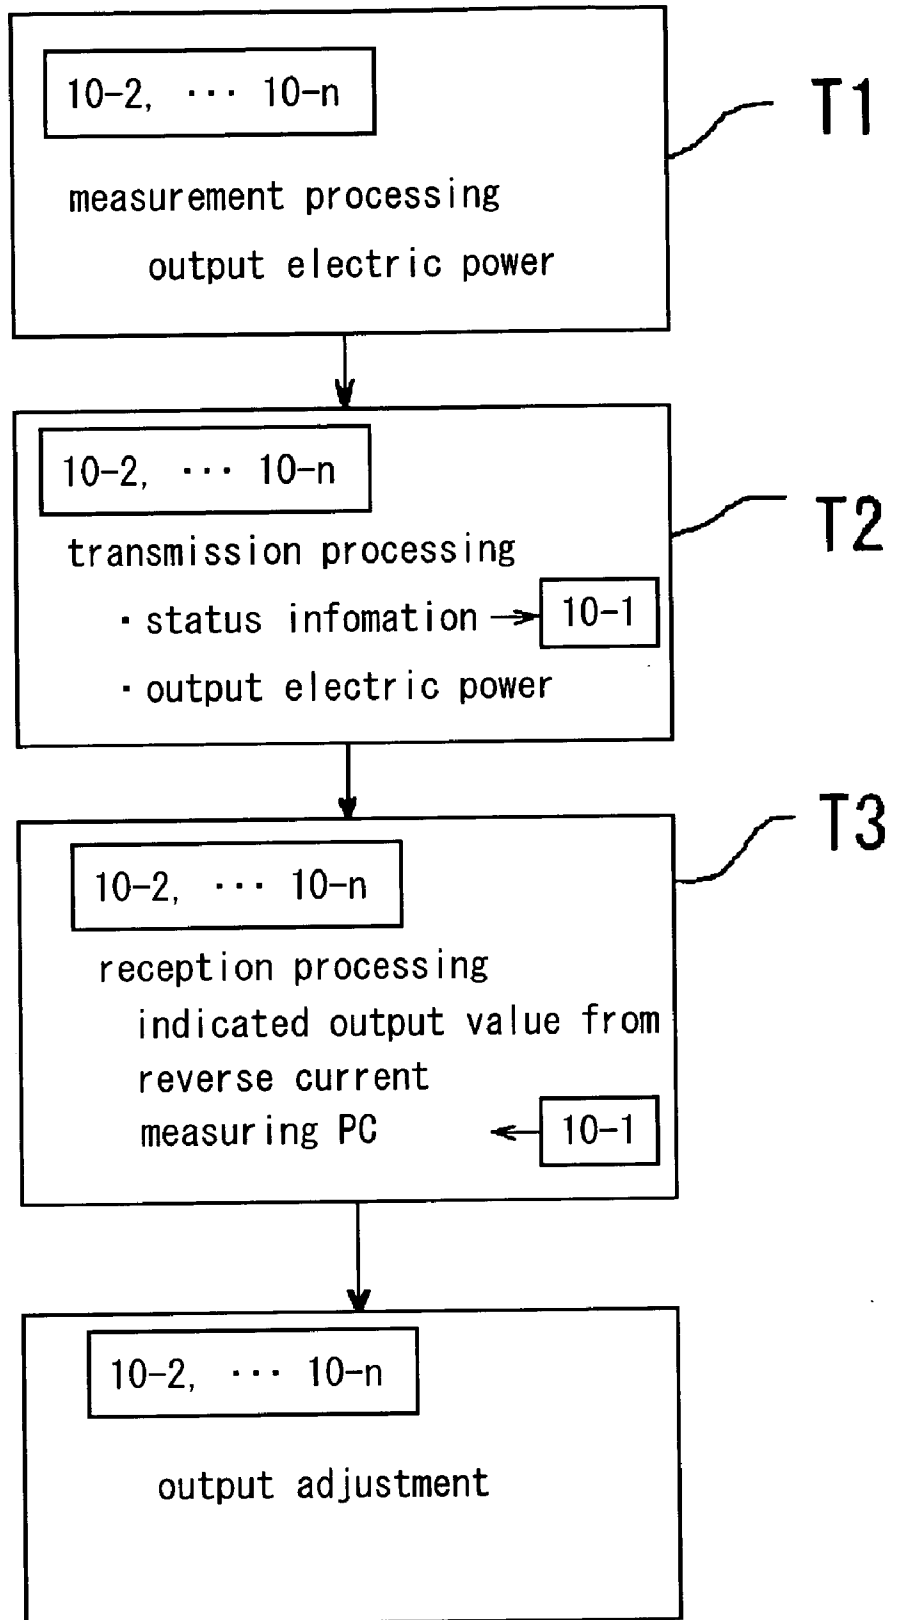 10-2, ··· 10-n
T1
measurement processing
output electric power
10-2, ··· 10-n
T2
transmission processing
・status infomation → 10-1
・output electric power
T3
10-2, ··· 10-n
reception processing
indicated output value from
reverse current
measuring PC ← 10-1
10-2, ··· 10-n
output adjustment